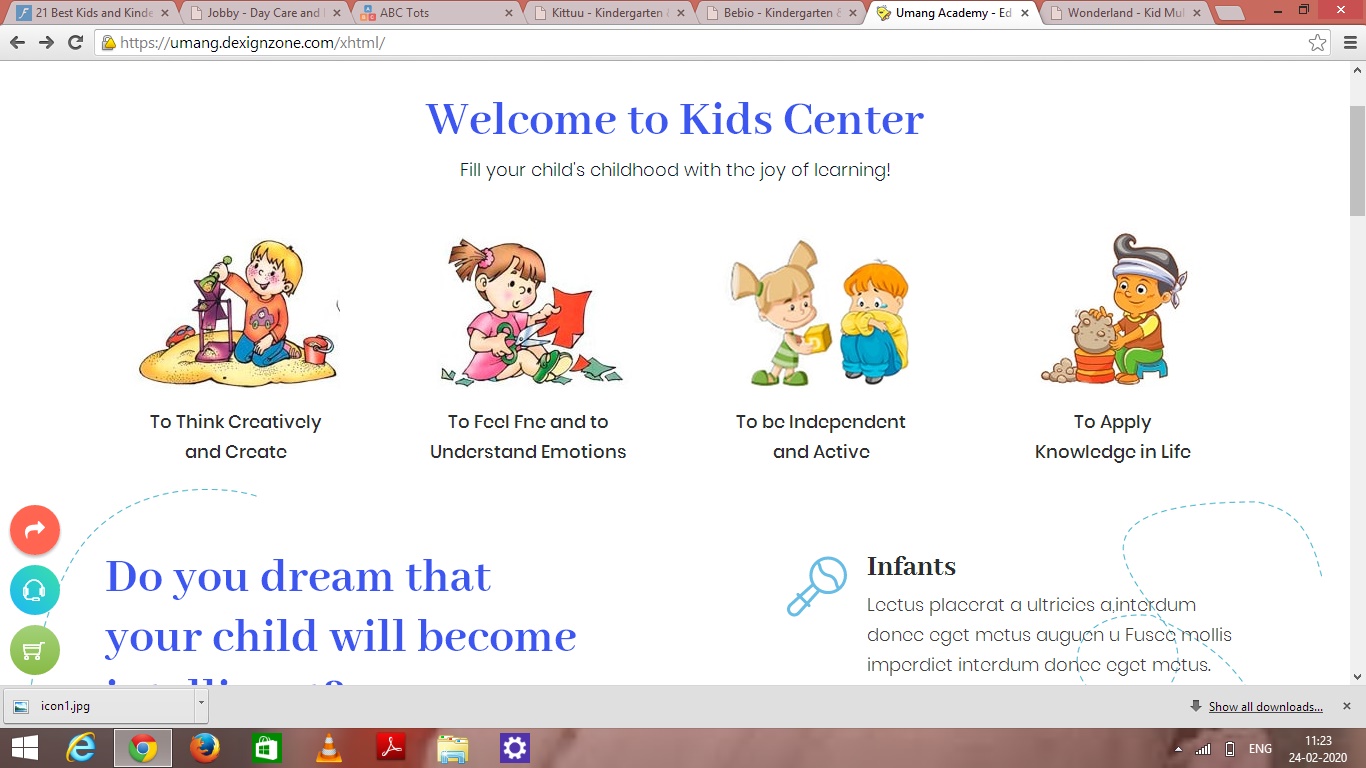 21 Best Kids and Kinde
Jobby - Day Care and
ABC Tots
Kittuu - Kindergarten
Bebio - Kindergarten &
Umang Academy - Ed
Wonderland - Kid Mul
https://umang.dexignzone.com/xhtml/
Welcome to Kids Center
Fill your child's childhood with the joy of learning!
To Think Creatively
and Create
To Feel Fne and to
Understand Emotions
To be Independent
and Active
To Apply
Knowledge in Life
Do you dream that
your child will become
Infants
Lectus placerat a ultricies a,interdum
donec eget metus auguen u Fusce mollis
imperdiet interdum donec eget metus.
icon1.jpg
Show all downloads...
ENG
11:23
24-02-2020